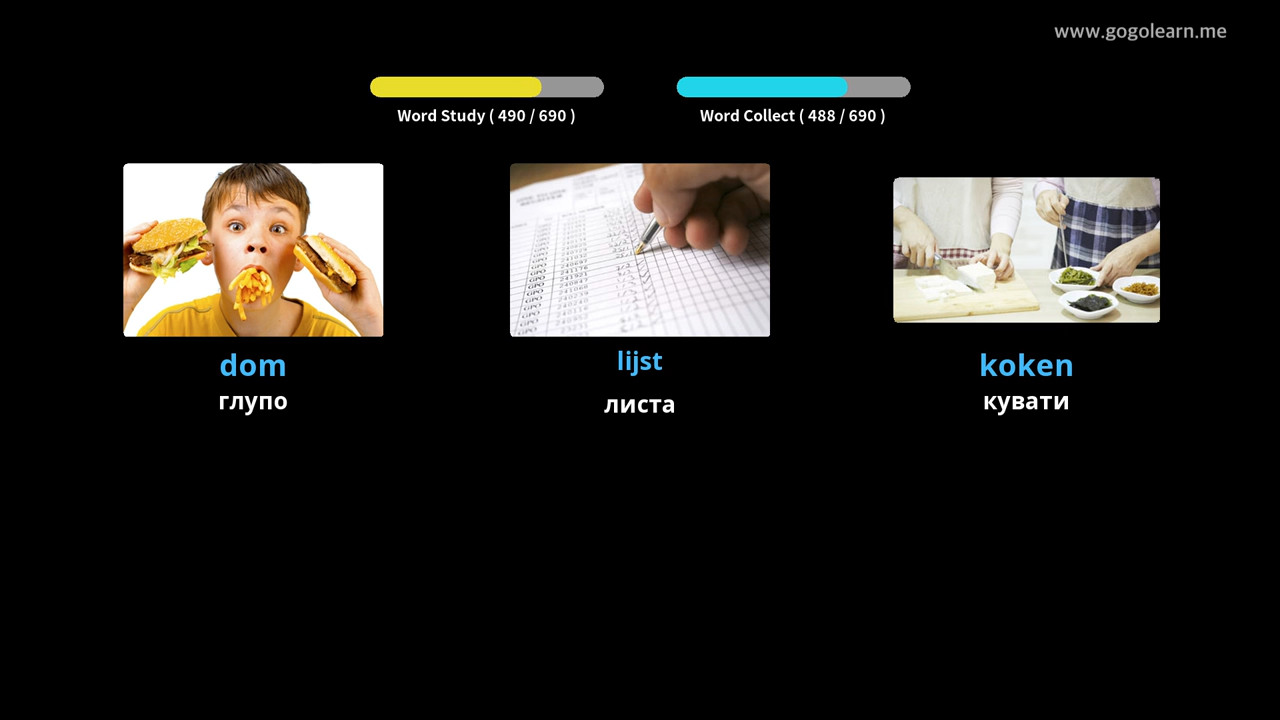 www.gogolearn.me
Word Study ( 490 / 690 )
Word Collect ( 488 / 690 )
dom
глупо
lijst
листа
koken
кувати